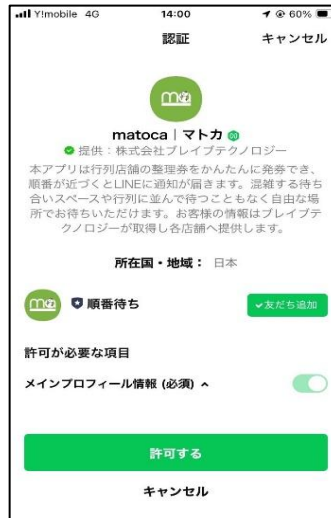 Y!mobile 4G 14:00 60%
認証 キャンセル
matoca
matoca｜マトカ
提供：株式会社ブレイブテクノロジー
本アプリは行列店舗の整理券をかんたんに発券でき、
順番が近づくとLINEに通知が届きます。混雑する待ち
合いスペースや行列に並んで待つこともなく自由な場
所でお待ちいただけます。お客様の情報はブレイブテ
クノロジーが取得し各店舗へ提供します。
所在国・地域： 日本
順番待ち 友だち追加
許可が必要な項目
メインプロフィール情報 (必須)
許可する
キャンセル